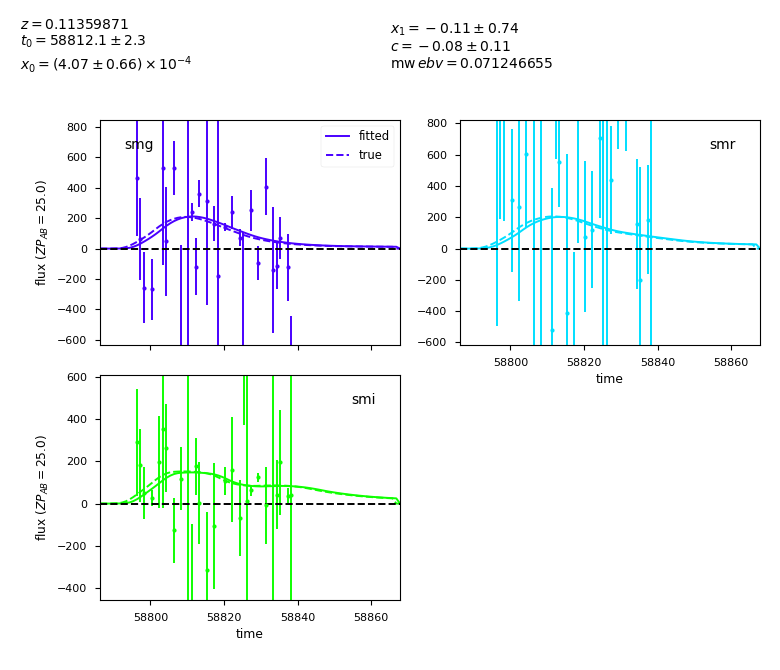 z = 0.11359871
t₀ = 58812.1 ± 2.3
x₀ = (4.07 ± 0.66) × 10⁻⁴
x₁ = −0.11 ± 0.74
c = −0.08 ± 0.11
mw ebv = 0.071246655
smg
fitted
true
800
600
400
200
0
−200
−400
−600
flux (ZP_AB = 25.0)
smr
800
600
400
200
0
−200
−400
−600
58800 58820 58840 58860
time
smi
600
400
200
0
−200
−400
flux (ZP_AB = 25.0)
58800 58820 58840 58860
time